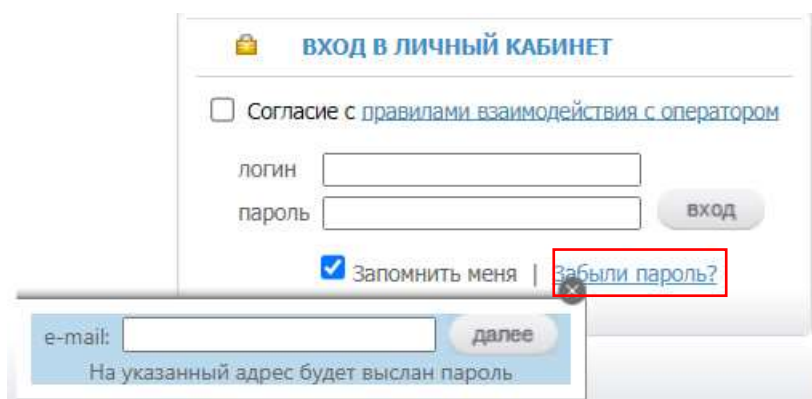 ВХОД В ЛИЧНЫЙ КАБИНЕТ
Согласие с правилами взаимодействия с оператором
логин
пароль
вход
Запомнить меня | Забыли пароль?
e-mail:
далее
На указанный адрес будет выслан пароль